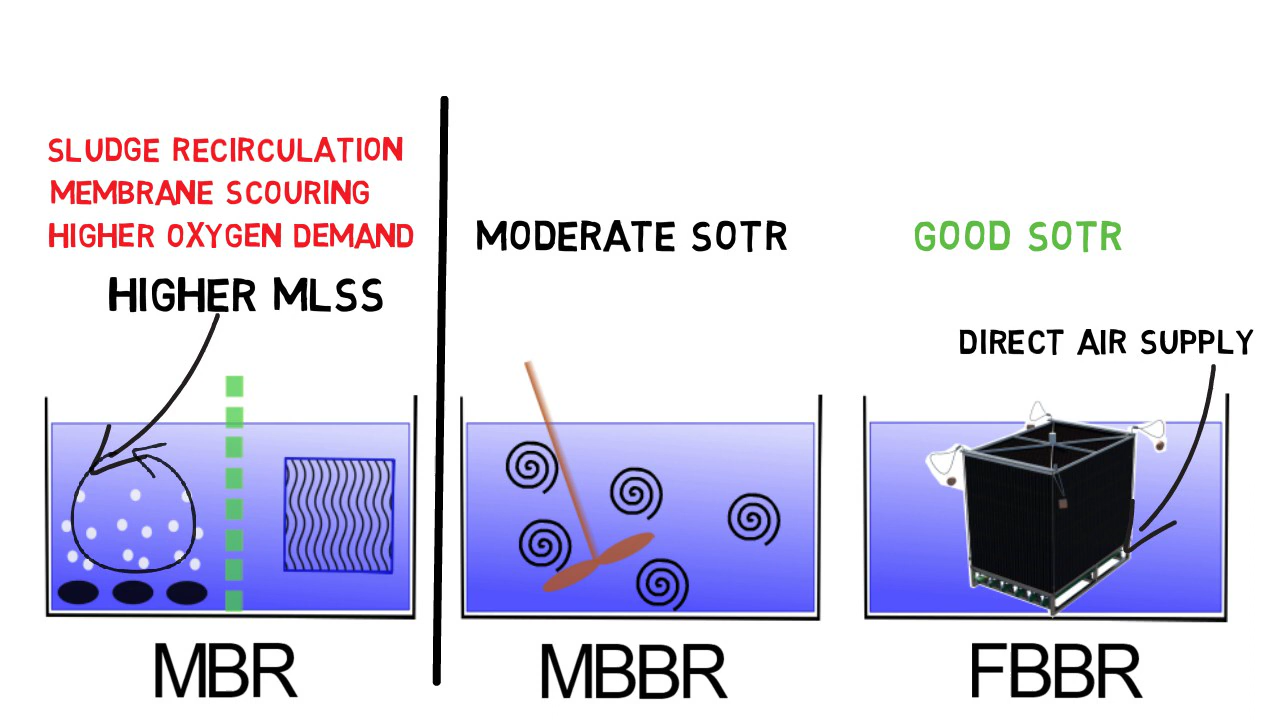 SLUDGE RECIRCULATION
MEMBRANE SCOURING
HIGHER OXYGEN DEMAND
HIGHER MLSS
MBR
MODERATE SOTR
MBBR
GOOD SOTR
DIRECT AIR SUPPLY
FBBR